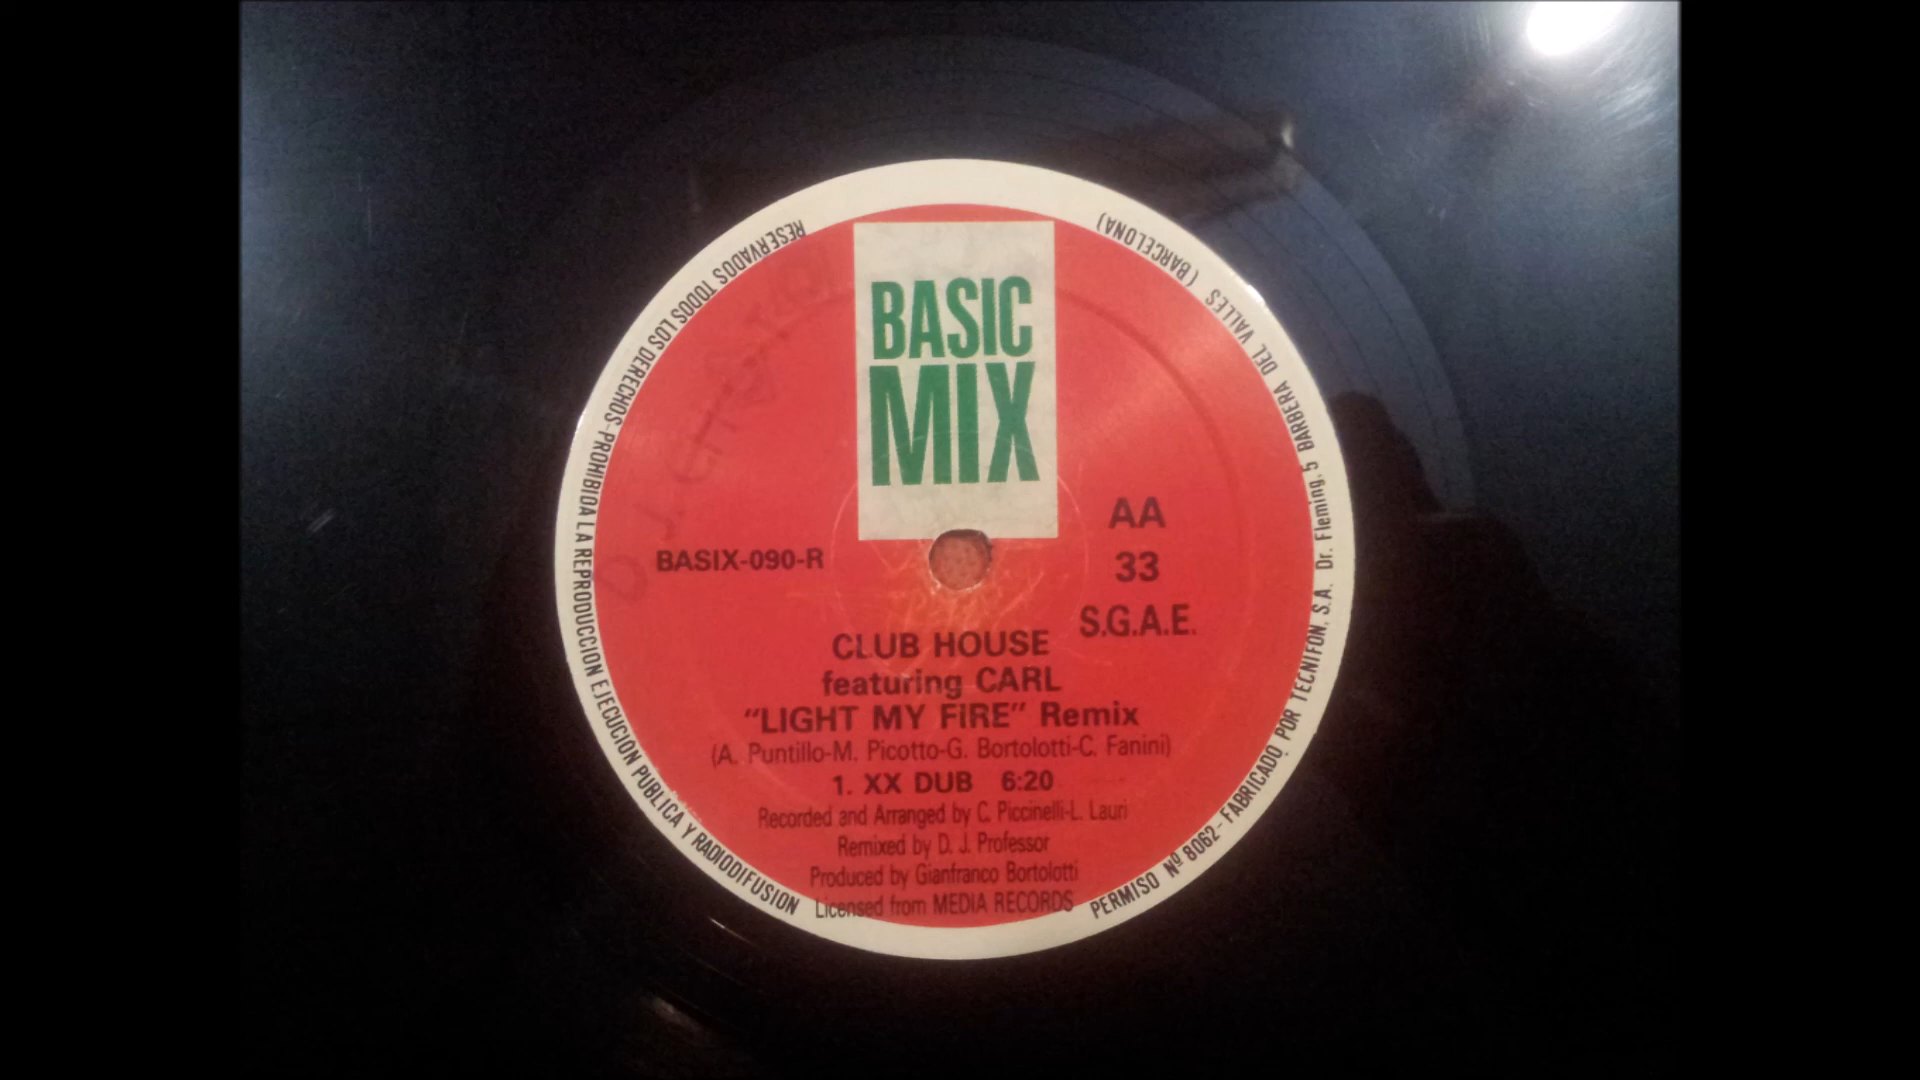 BASIC
MIX
BASIX-090-R
AA
33
S.G.A.E.
CLUB HOUSE
featuring CARL
"LIGHT MY FIRE" Remix
(A. Puntillo-M. Picotto-G. Bortolotti-C. Fanini)
1. XX DUB 6:20
Recorded and Arranged by C. Piccinelli-L. Lauri
Remixed by D. J. Professor
Produced by Gianfranco Bortolotti
Licensed from MEDIA RECORDS
RESERVADOS TODOS LOS DERECHOS-PROHIBIDA LA REPRODUCCION EJECUCION PUBLICA Y RADIODIFUSION
PERMISO Nº 8062-FABRICADO POR TECNIFON, S.A. Dr. Fleming, 5 BARBERA DEL VALLES (BARCELONA)